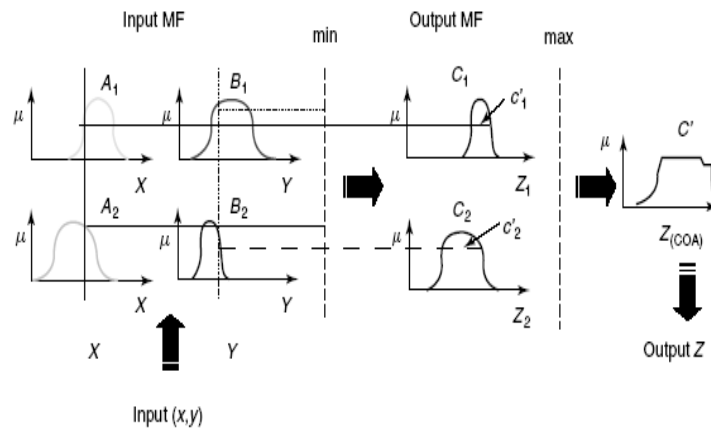 Input MF
min
Output MF
max
A1
B1
C1
c'1
μ
μ
μ
C'
μ
X
Y
Z1
A2
B2
C2
c'2
μ
μ
μ
Z(COA)
X
Y
Z2
X
Y
Output Z
Input (x,y)